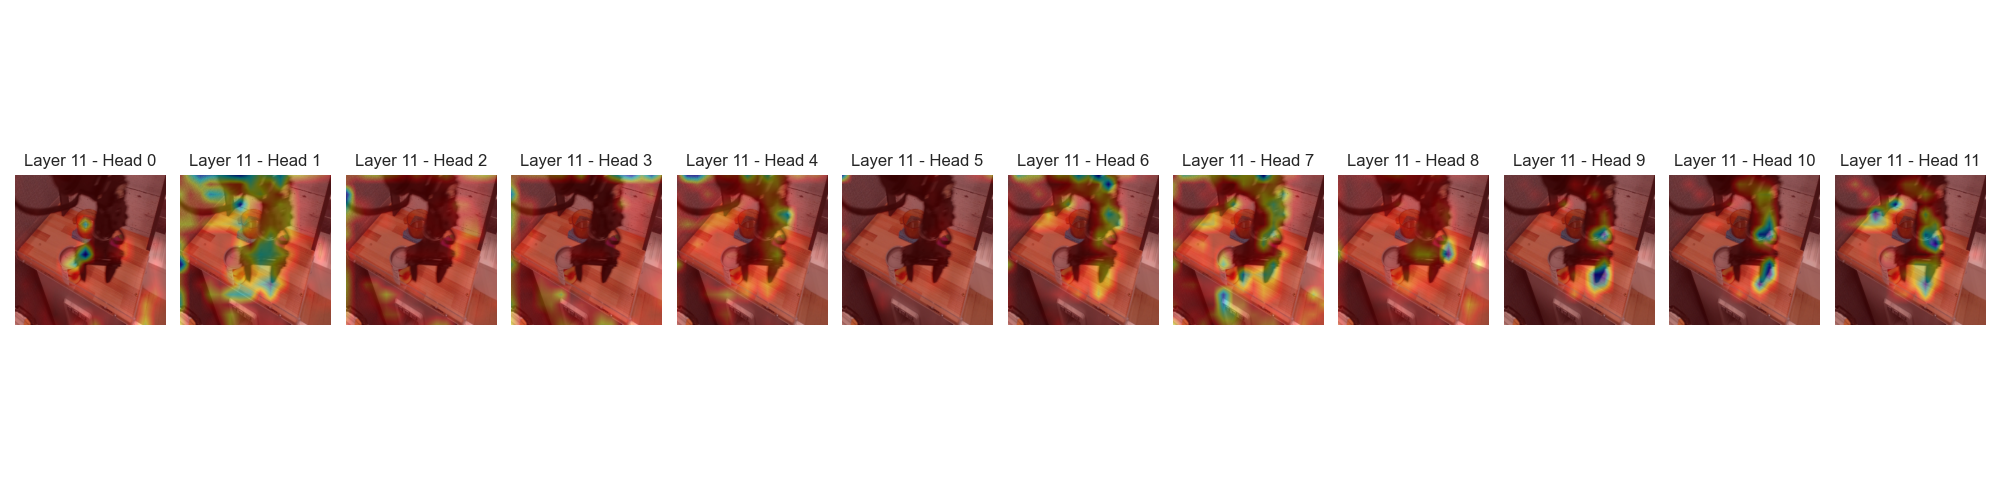 Layer 11 - Head 0
Layer 11 - Head 1
Layer 11 - Head 2
Layer 11 - Head 3
Layer 11 - Head 4
Layer 11 - Head 5
Layer 11 - Head 6
Layer 11 - Head 7
Layer 11 - Head 8
Layer 11 - Head 9
Layer 11 - Head 10
Layer 11 - Head 11